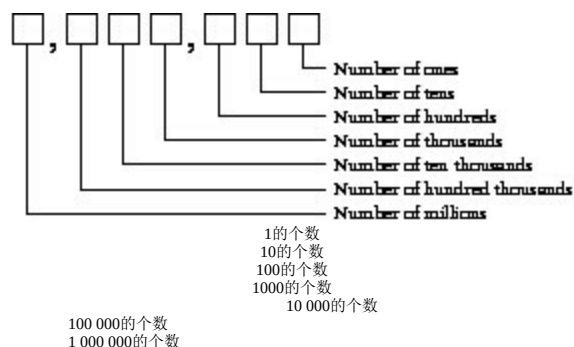 Number of ones
Number of tens
Number of hundreds
Number of thousands
Number of ten thousands
Number of hundred thousands
Number of millions
1的个数
10的个数
100的个数
1000的个数
10 000的个数
100 000的个数
1 000 000的个数